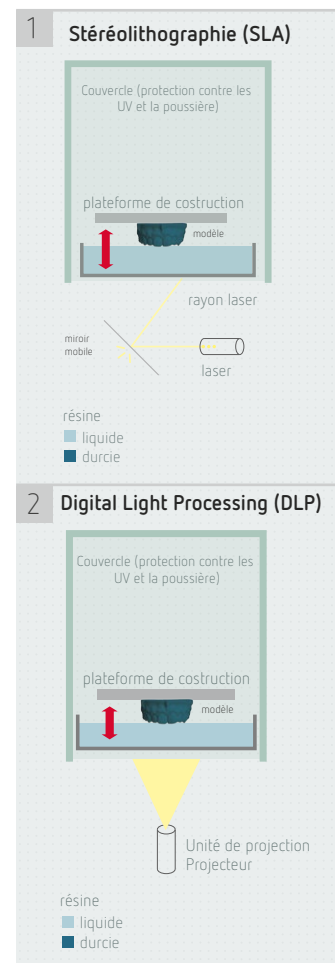 1
Stéréolithographie (SLA)
Couvercle (protection contre les
UV et la poussière)
plateforme de costruction
modèle
rayon laser
miroir
mobile
laser
résine
liquide
durcie
2
Digital Light Processing (DLP)
Couvercle (protection contre les
UV et la poussière)
plateforme de costruction
modèle
Unité de projection
Projecteur
résine
liquide
durcie